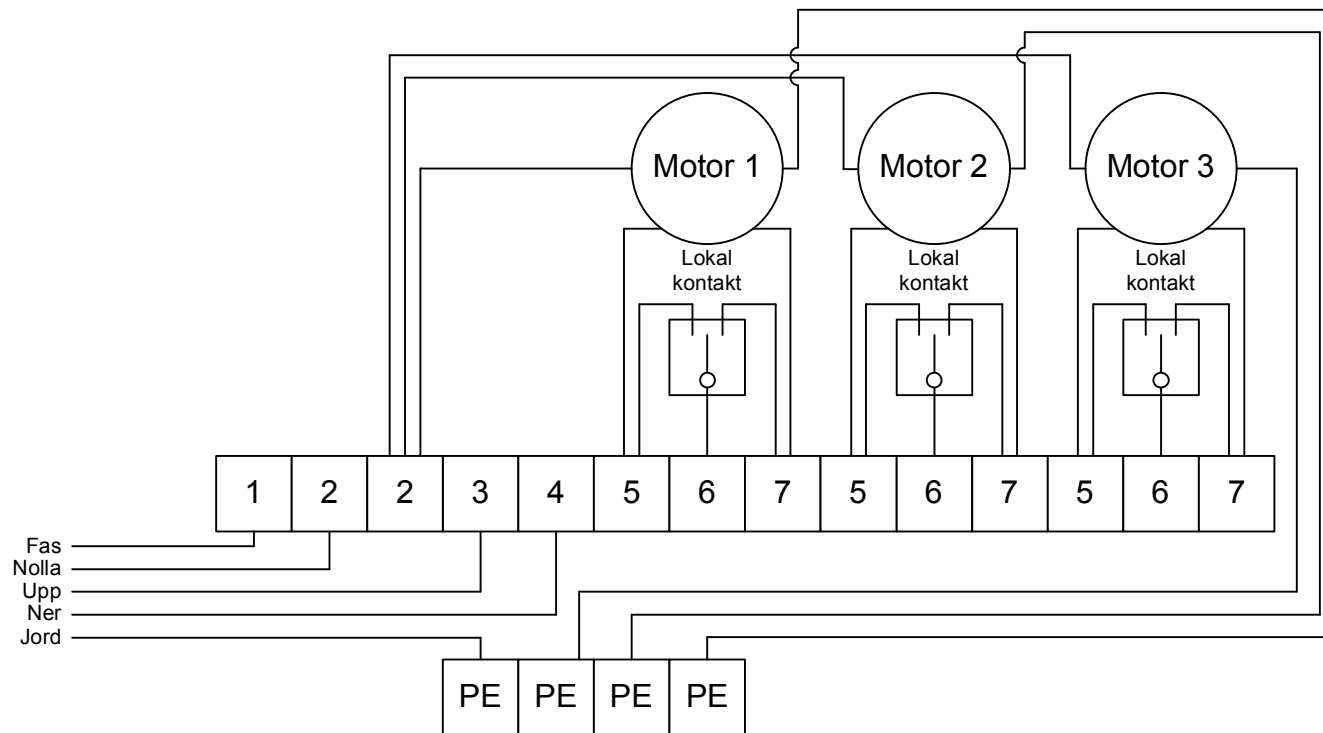 Motor 1
Motor 2
Motor 3
Lokal
kontakt
Lokal
kontakt
Lokal
kontakt
1 2 2 3 4 5 6 7 5 6 7 5 6 7
Fas
Nolla
Upp
Ner
Jord
PE PE PE PE